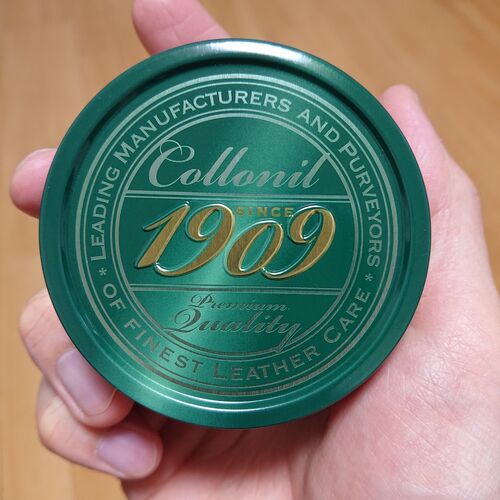 LEADING MANUFACTURERS AND PURVEYORS
Collonil
SINCE
1909
Premium
Quality
* OF FINEST LEATHER CARE *